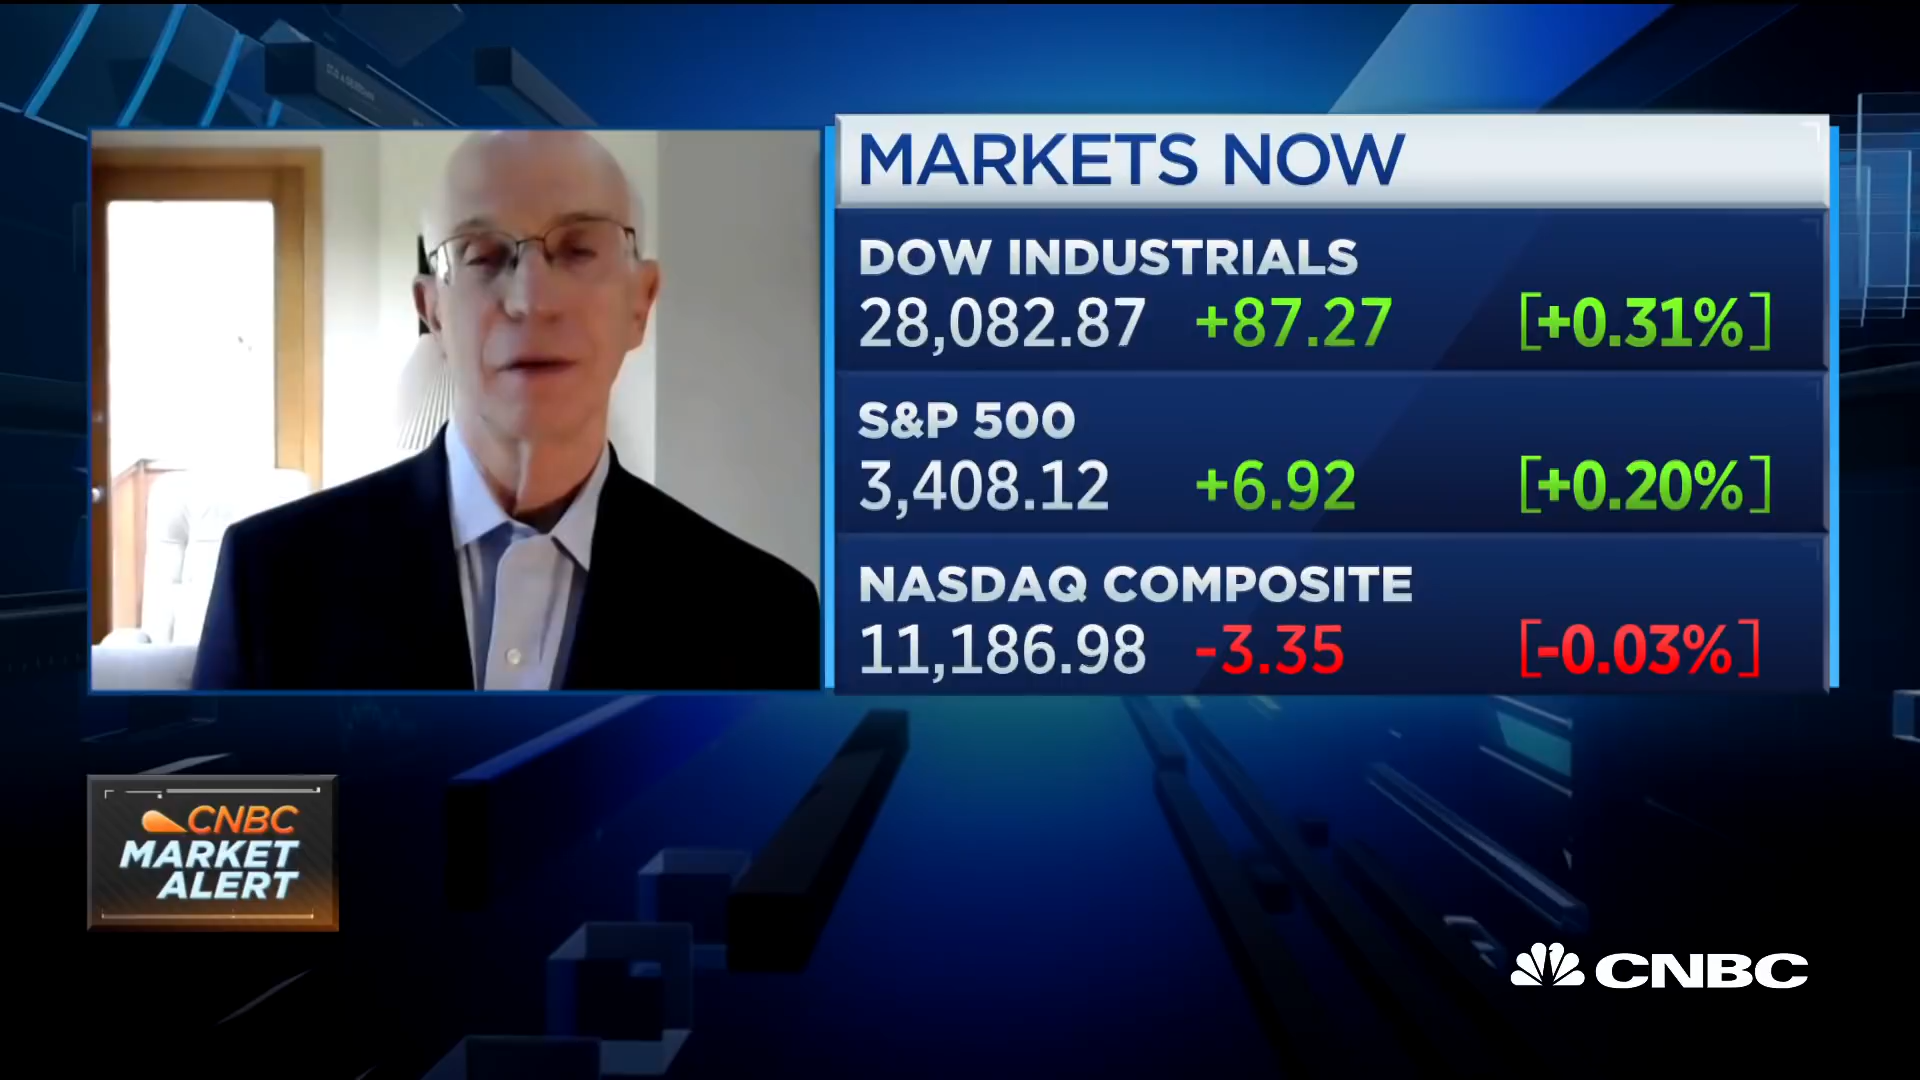 MARKETS NOW
DOW INDUSTRIALS
28,082.87 +87.27 [+0.31%]
S&P 500
3,408.12 +6.92 [+0.20%]
NASDAQ COMPOSITE
11,186.98 -3.35 [-0.03%]
CNBC
MARKET
ALERT
CNBC